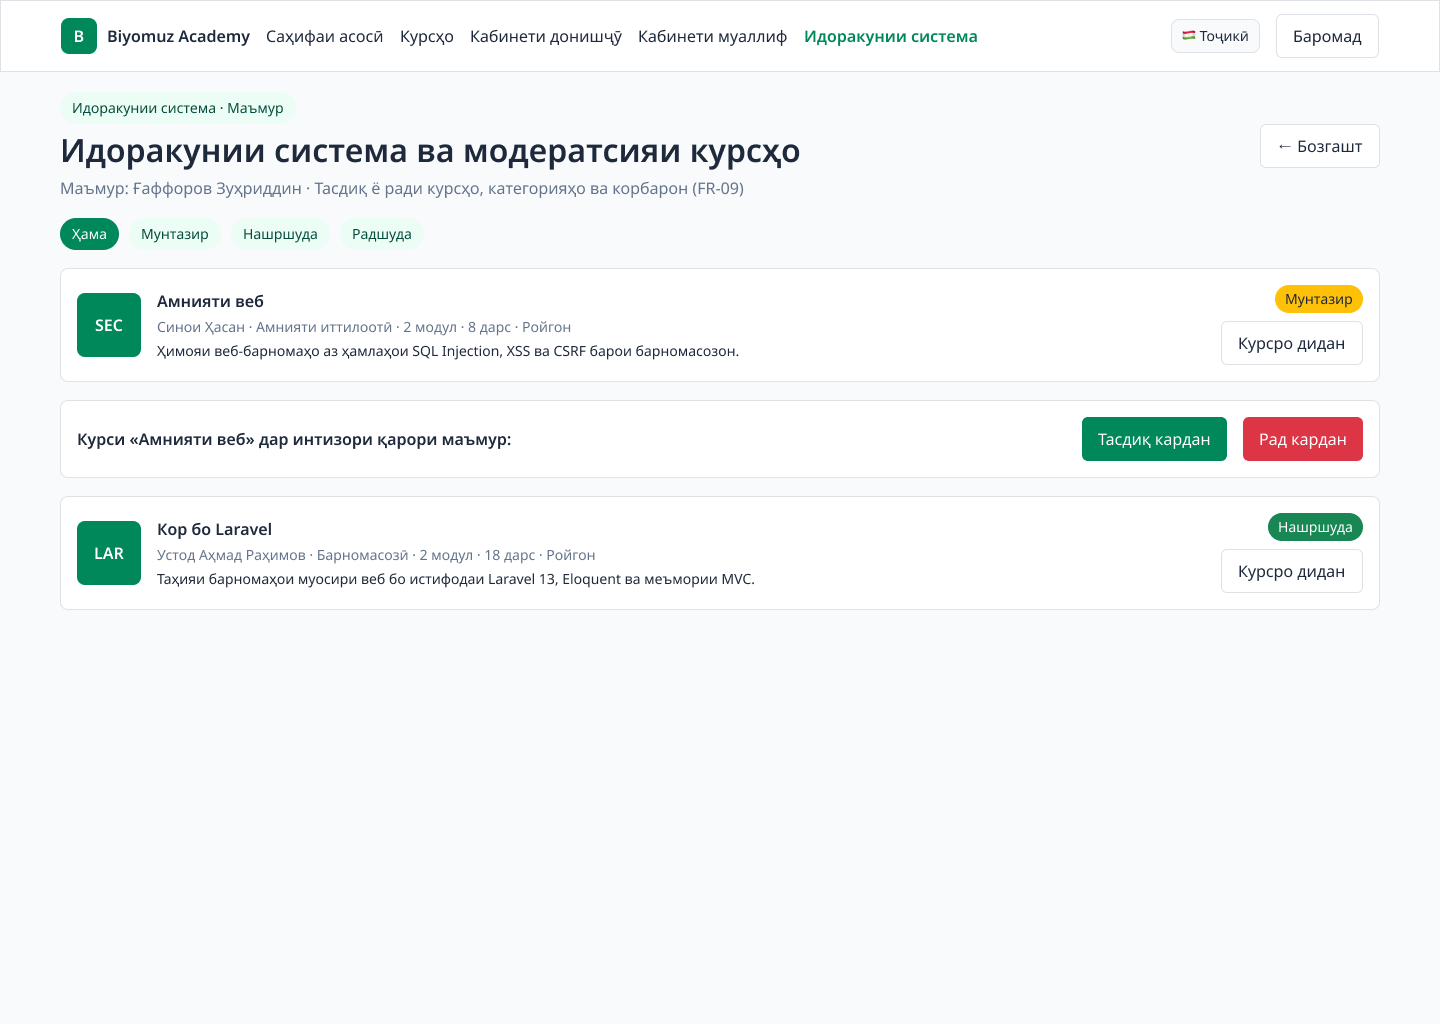 B Biyomuz Academy Саҳифаи асосӣ Курсҳо Кабинети донишҷӯ Кабинети муаллиф Идоракунии система Тоҷикӣ Баромад
Идоракунии система · Маъмур
Идоракунии система ва модератсияи курсҳо
← Бозгашт
Маъмур: Ғаффоров Зуҳриддин · Тасдиқ ё ради курсҳо, категорияҳо ва корбарон (FR-09)
Ҳама Мунтазир Нашршуда Радшуда
SEC
Амнияти веб
Синои Ҳасан · Амнияти иттилоотӣ · 2 модул · 8 дарс · Ройгон
Ҳимояи веб-барномаҳо аз ҳамлаҳои SQL Injection, XSS ва CSRF барои барномасозон.
Мунтазир
Курсро дидан
Курси «Амнияти веб» дар интизори қарори маъмур: Тасдиқ кардан Рад кардан
LAR
Кор бо Laravel
Устод Аҳмад Раҳимов · Барномасозӣ · 2 модул · 18 дарс · Ройгон
Таҳияи барномаҳои муосири веб бо истифодаи Laravel 13, Eloquent ва меъмории MVC.
Нашршуда
Курсро дидан